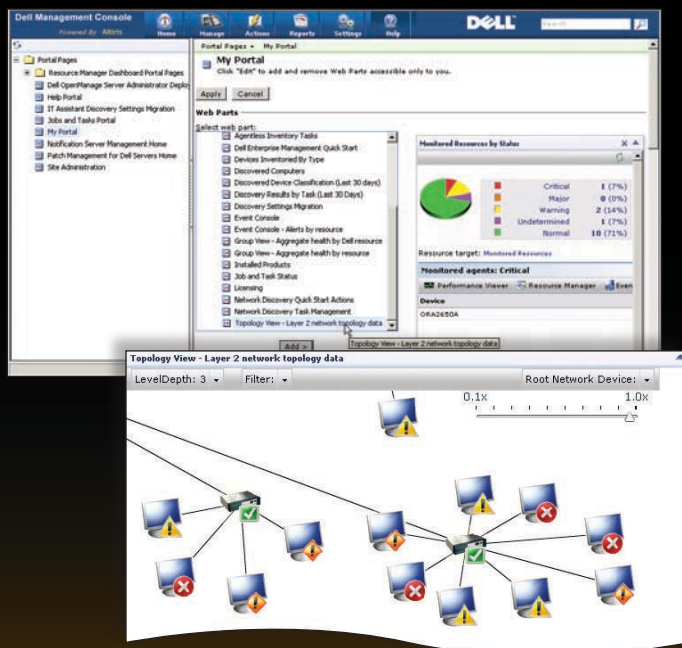 Dell Management Console
Powered By Altiris
Home
Manage
Actions
Reports
Settings
Help
DELL
Search
Portal Pages
Resource Manager Dashboard Portal Pages
Dell OpenManage Server Administrator Deploy
Help Portal
IT Assistant Discovery Settings Migration
Jobs and Tasks Portal
My Portal
Notification Server Management Home
Patch Management for Dell Servers Home
Site Administration
Portal Pages ▸ My Portal
My Portal
Click "Edit" to add and remove Web Parts accessible only to you.
Apply
Cancel
Web Parts
Select web part:
Agentless Inventory Tasks
Dell Enterprise Management Quick Start
Devices Inventoried By Type
Discovered Computers
Discovered Device Classification (Last 30 days)
Discovery Results by Task (Last 30 Days)
Discovery Settings Migration
Event Console
Event Console - Alerts by resource
Group View - Aggregate health by Dell resource
Group View - Aggregate health by resource
Installed Products
Job and Task Status
Licensing
Network Discovery Quick Start Actions
Network Discovery Task Management
Topology View - Layer 2 network topology data
Topology View - Layer 2 network topology data
Add >
Monitored Resources by Status
Critical 1 (7%)
Major 0 (0%)
Warning 2 (14%)
Undetermined 1 (7%)
Normal 10 (71%)
Resource target: Monitored Resources
Monitored agents: Critical
Performance Viewer
Resource Manager
Even
Device
ORA2650A
Topology View - Layer 2 network topology data
LevelDepth: 3
Filter:
Root Network Device:
0.1x
1.0x